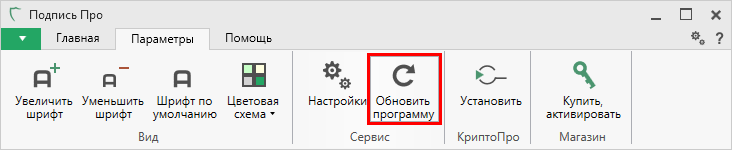 Подпись Про
Главная
Параметры
Помощь
?
Увеличить
шрифт
Уменьшить
шрифт
Шрифт по
умолчанию
Цветовая
схема
Вид
Настройки
Обновить
программу
Сервис
Установить
КриптоПро
Купить,
активировать
Магазин